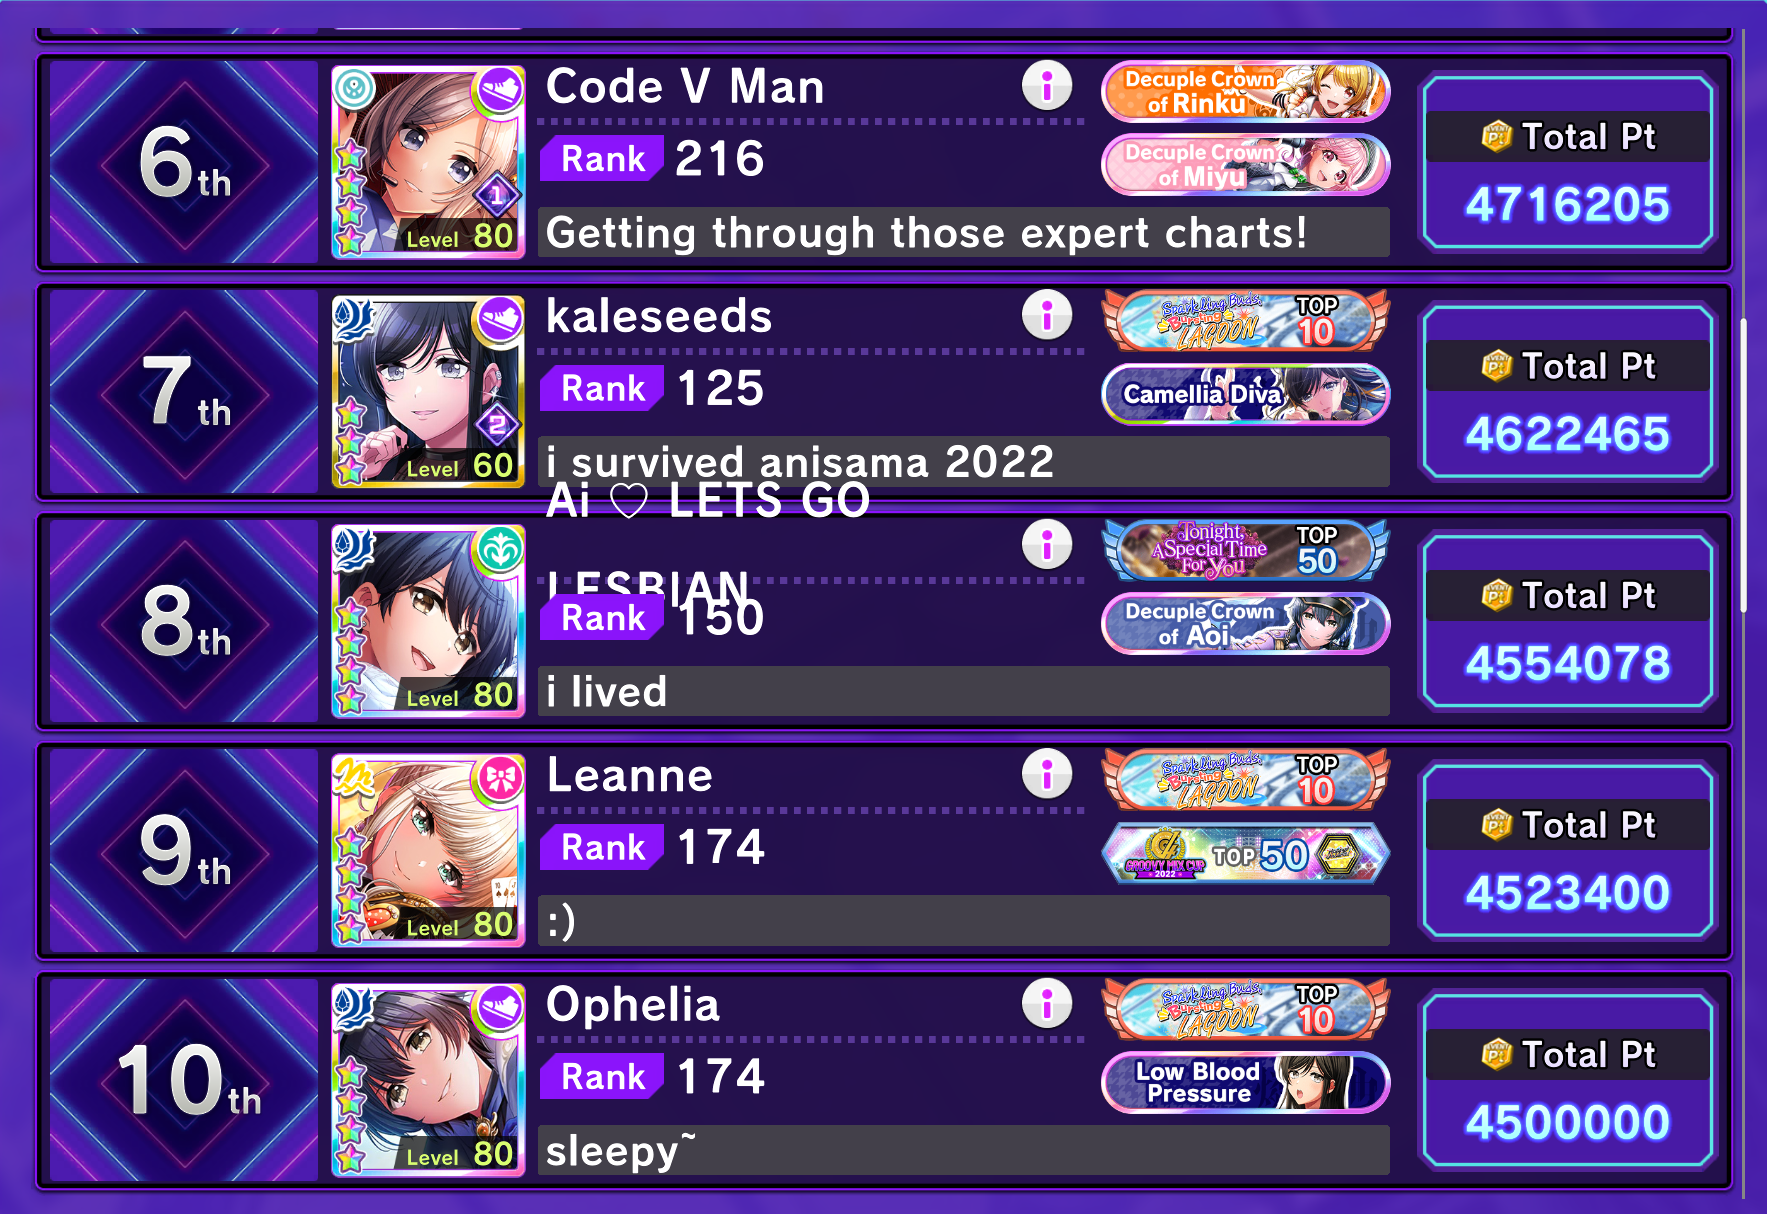 6th
Code V Man
Rank 216
Getting through those expert charts!
Level 80
1
Decuple Crown
of Rinku
Decuple Crown
of Miyu
Total Pt
4716205
7th
kaleseeds
Rank 125
i survived anisama 2022
Level 60
2
Sparkling Buds,
Bursting
LAGOON
TOP
10
Camellia Diva
Total Pt
4622465
8th
Ai ♡ LETS GO
LESBIAN
Rank 150
i lived
Level 80
Tonight,
A Special Time
For You
TOP
50
Decuple Crown
of Aoi
Total Pt
4554078
9th
Leanne
Rank 174
:)
Level 80
Sparkling Buds,
Bursting
LAGOON
TOP
10
GROOVY MIX CUP
2022
TOP 50
Total Pt
4523400
10th
Ophelia
Rank 174
sleepy~
Level 80
Sparkling Buds,
Bursting
LAGOON
TOP
10
Low Blood
Pressure
Total Pt
4500000